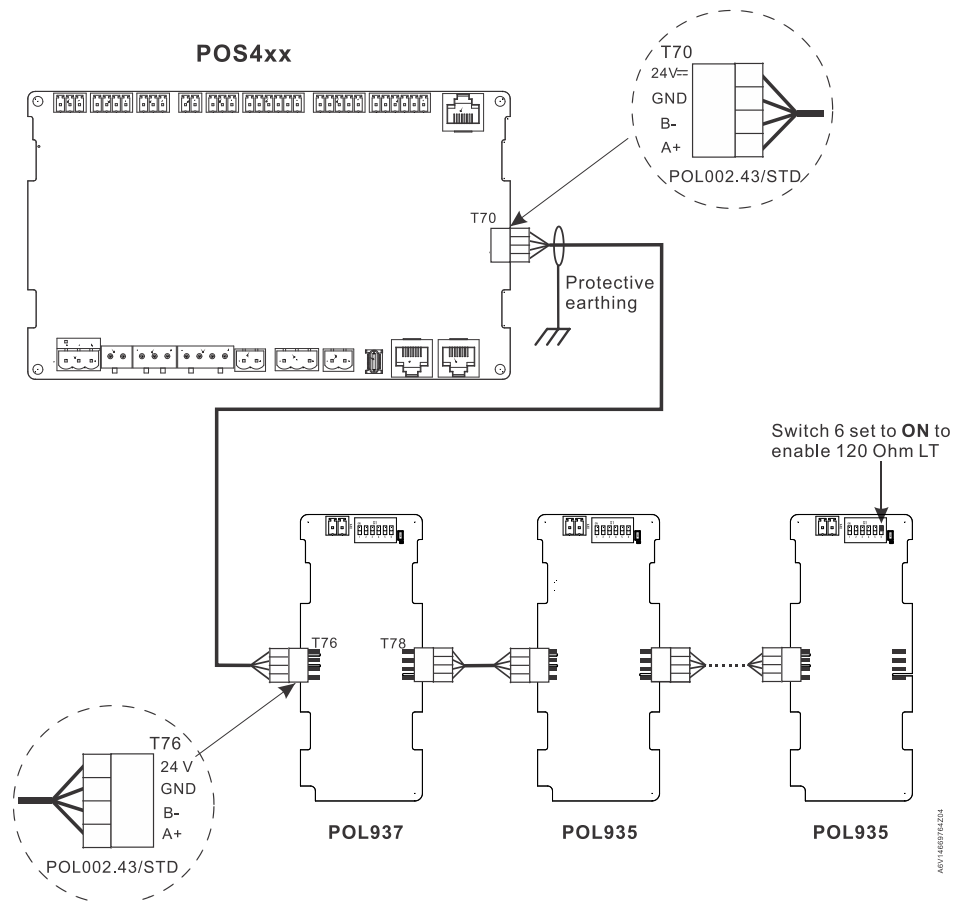 POS4xx
T70
24V
GND
B-
A+
POL002.43/STD
T70
Protective
earthing
Switch 6 set to ON to
enable 120 Ohm LT
T76
T78
T76
24 V
GND
B-
A+
POL002.43/STD
POL937
POL935
POL935
A6V14669764Z04